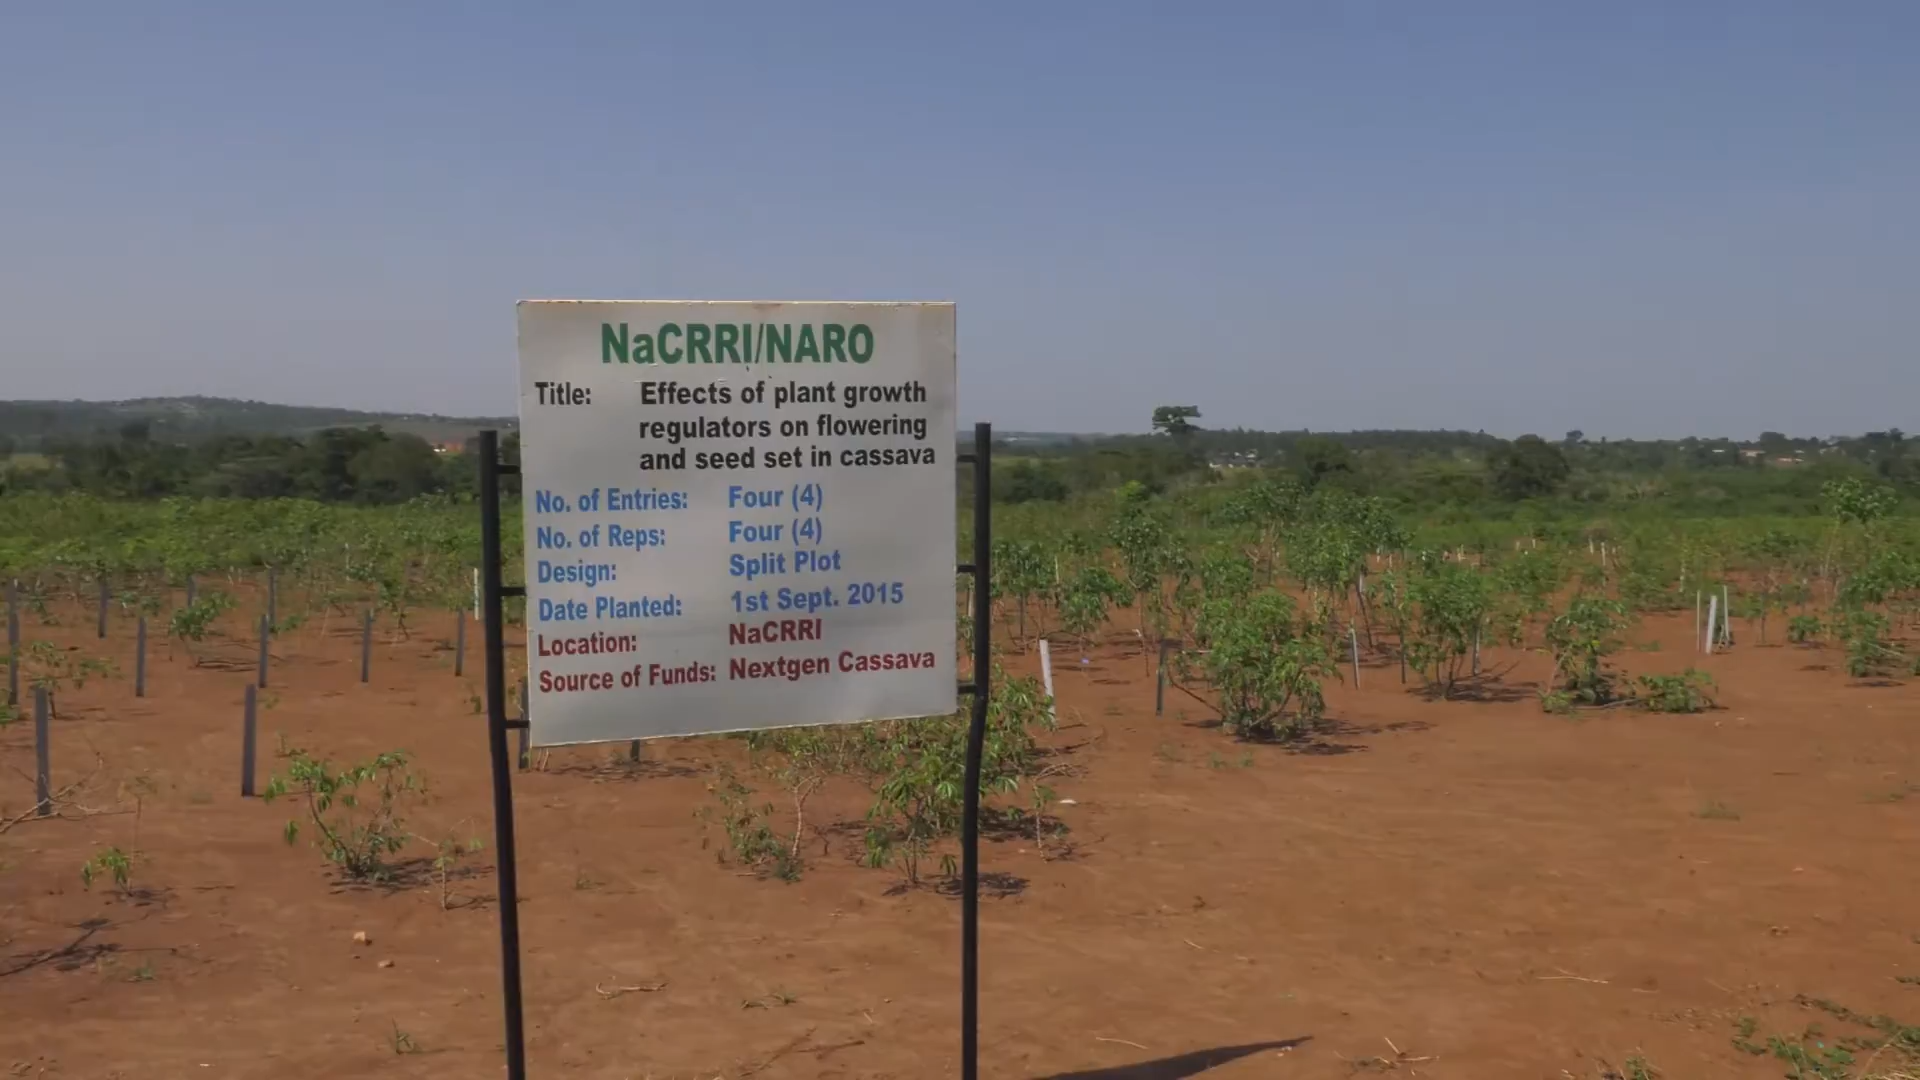 NaCRRI/NARO
Title: Effects of plant growth
regulators on flowering
and seed set in cassava
No. of Entries: Four (4)
No. of Reps: Four (4)
Design: Split Plot
Date Planted: 1st Sept. 2015
Location: NaCRRI
Source of Funds: Nextgen Cassava